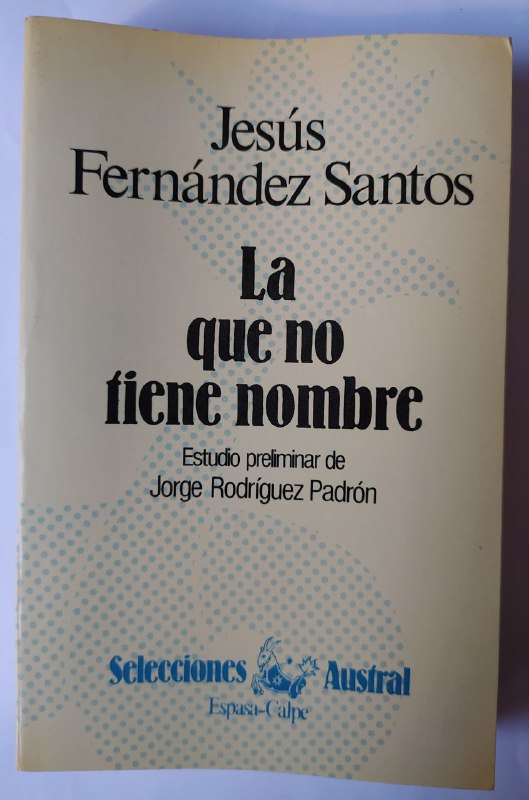 Jesús
Fernández Santos
La
que no
tiene nombre
Estudio preliminar de
Jorge Rodríguez Padrón
Selecciones Austral
Espasa-Calpe